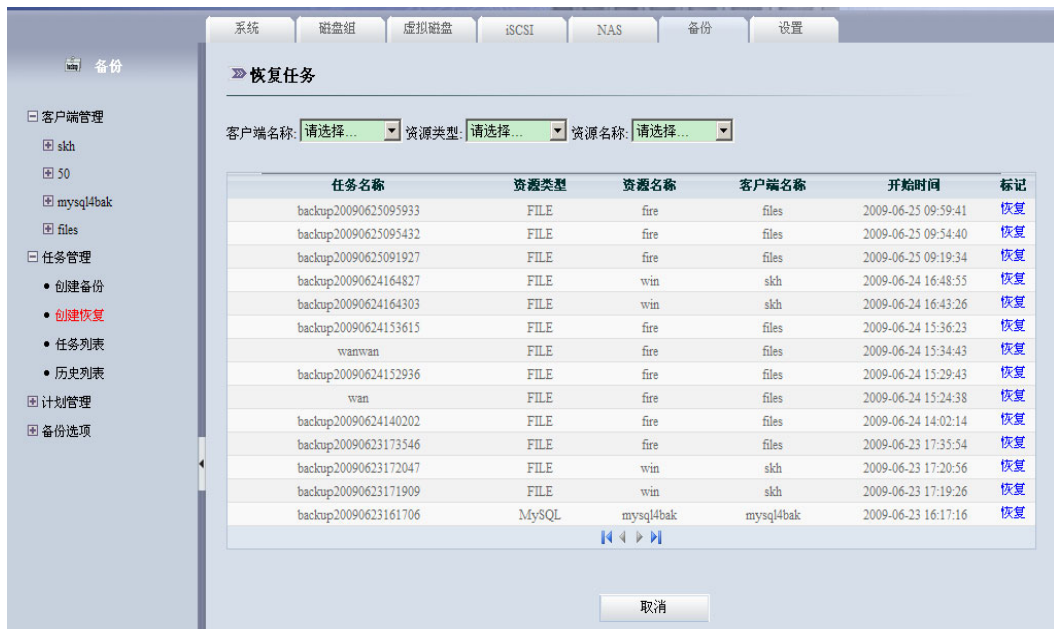 系统 磁盘组 虚拟磁盘 iSCSI NAS 备份 设置
备份
客户端管理
skh
50
mysql4bak
files
任务管理
创建备份
创建恢复
任务列表
历史列表
计划管理
备份选项
恢复任务
客户端名称: 请选择... 资源类型: 请选择... 资源名称: 请选择...
任务名称 资源类型 资源名称 客户端名称 开始时间 标记
backup20090625095933 FILE fire files 2009-06-25 09:59:41 恢复
backup20090625095432 FILE fire files 2009-06-25 09:54:40 恢复
backup20090625091927 FILE fire files 2009-06-25 09:19:34 恢复
backup20090624164827 FILE win skh 2009-06-24 16:48:55 恢复
backup20090624164303 FILE win skh 2009-06-24 16:43:26 恢复
backup20090624153615 FILE fire files 2009-06-24 15:36:23 恢复
wanwan FILE fire files 2009-06-24 15:34:43 恢复
backup20090624152936 FILE fire files 2009-06-24 15:29:43 恢复
wan FILE fire files 2009-06-24 15:24:38 恢复
backup20090624140202 FILE fire files 2009-06-24 14:02:14 恢复
backup20090623173546 FILE fire files 2009-06-23 17:35:54 恢复
backup20090623172047 FILE win skh 2009-06-23 17:20:56 恢复
backup20090623171909 FILE win skh 2009-06-23 17:19:26 恢复
backup20090623161706 MySQL mysql4bak mysql4bak 2009-06-23 16:17:16 恢复
取消